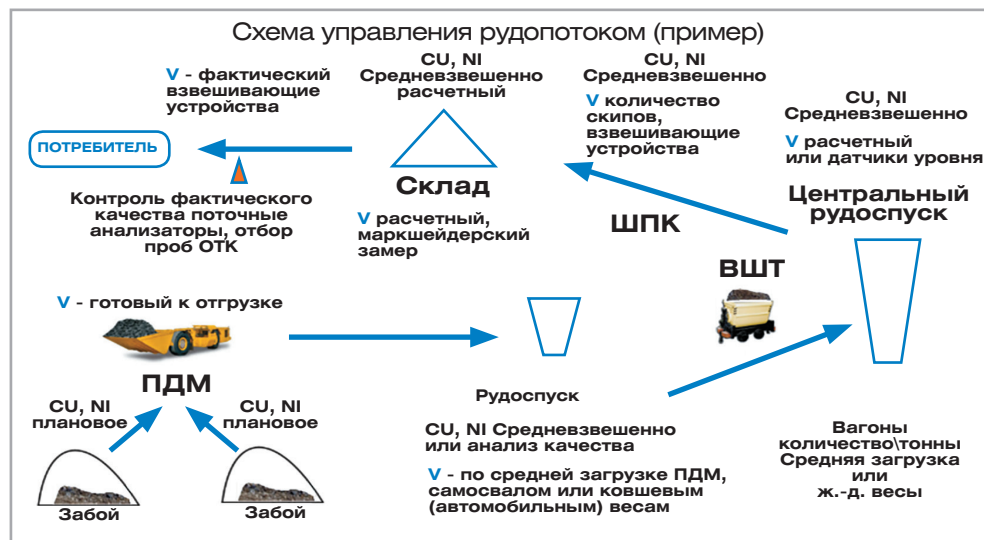 Схема управления рудопотоком (пример)
V - фактический
взвешивающие
устройства
CU, NI
Средневзвешенно
расчетный
CU, NI
Средневзвешенно
V количество
скипов,
взвешивающие
устройства
CU, NI
Средневзвешенно
V расчетный
или датчики уровня
ПОТРЕБИТЕЛЬ
Контроль фактического
качества поточные
анализаторы, отбор
проб ОТК
Склад
V расчетный,
маркшейдерский
замер
ШПК
Центральный
рудоспуск
ВШТ
V - готовый к отгрузке
ПДМ
CU, NI
плановое
CU, NI
плановое
Забой
Забой
Рудоспуск
CU, NI Средневзвешенно
или анализ качества
V - по средней загрузке ПДМ,
самосвалом или ковшевым
(автомобильным) весам
Вагоны
количество\тонны
Средняя загрузка
или
ж.-д. весы